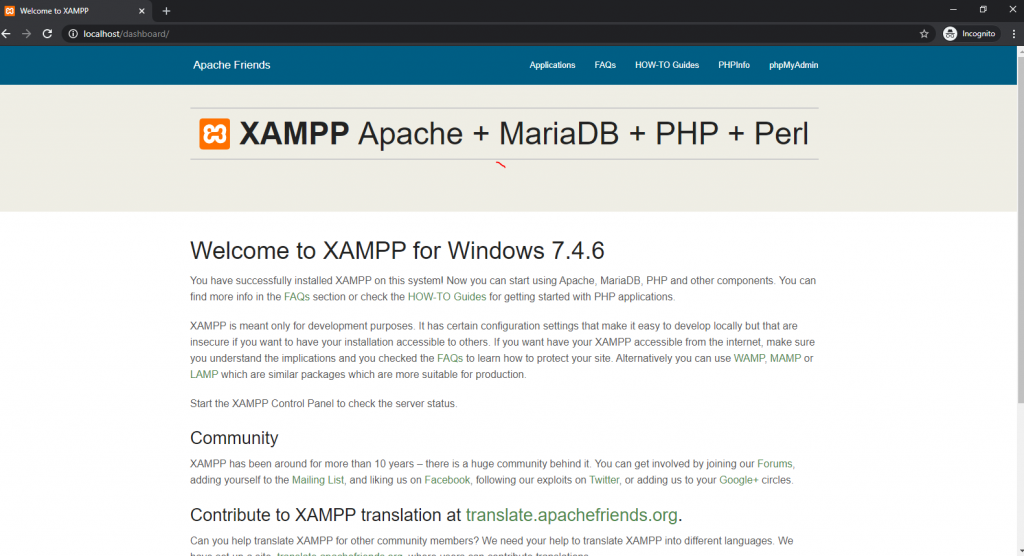 Welcome to XAMPP
localhost/dashboard/
Incognito
Apache Friends
Applications
FAQs
HOW-TO Guides
PHPInfo
phpMyAdmin
XAMPP Apache + MariaDB + PHP + Perl
Welcome to XAMPP for Windows 7.4.6
You have successfully installed XAMPP on this system! Now you can start using Apache, MariaDB, PHP and other components. You can
find more info in the FAQs section or check the HOW-TO Guides for getting started with PHP applications.
XAMPP is meant only for development purposes. It has certain configuration settings that make it easy to develop locally but that are
insecure if you want to have your installation accessible to others. If you want have your XAMPP accessible from the internet, make sure
you understand the implications and you checked the FAQs to learn how to protect your site. Alternatively you can use WAMP, MAMP or
LAMP which are similar packages which are more suitable for production.
Start the XAMPP Control Panel to check the server status.
Community
XAMPP has been around for more than 10 years – there is a huge community behind it. You can get involved by joining our Forums,
adding yourself to the Mailing List, and liking us on Facebook, following our exploits on Twitter, or adding us to your Google+ circles.
Contribute to XAMPP translation at translate.apachefriends.org.
Can you help translate XAMPP for other community members? We need your help to translate XAMPP into different languages. We
have set up a site, translate.apachefriends.org, where users can contribute translations.